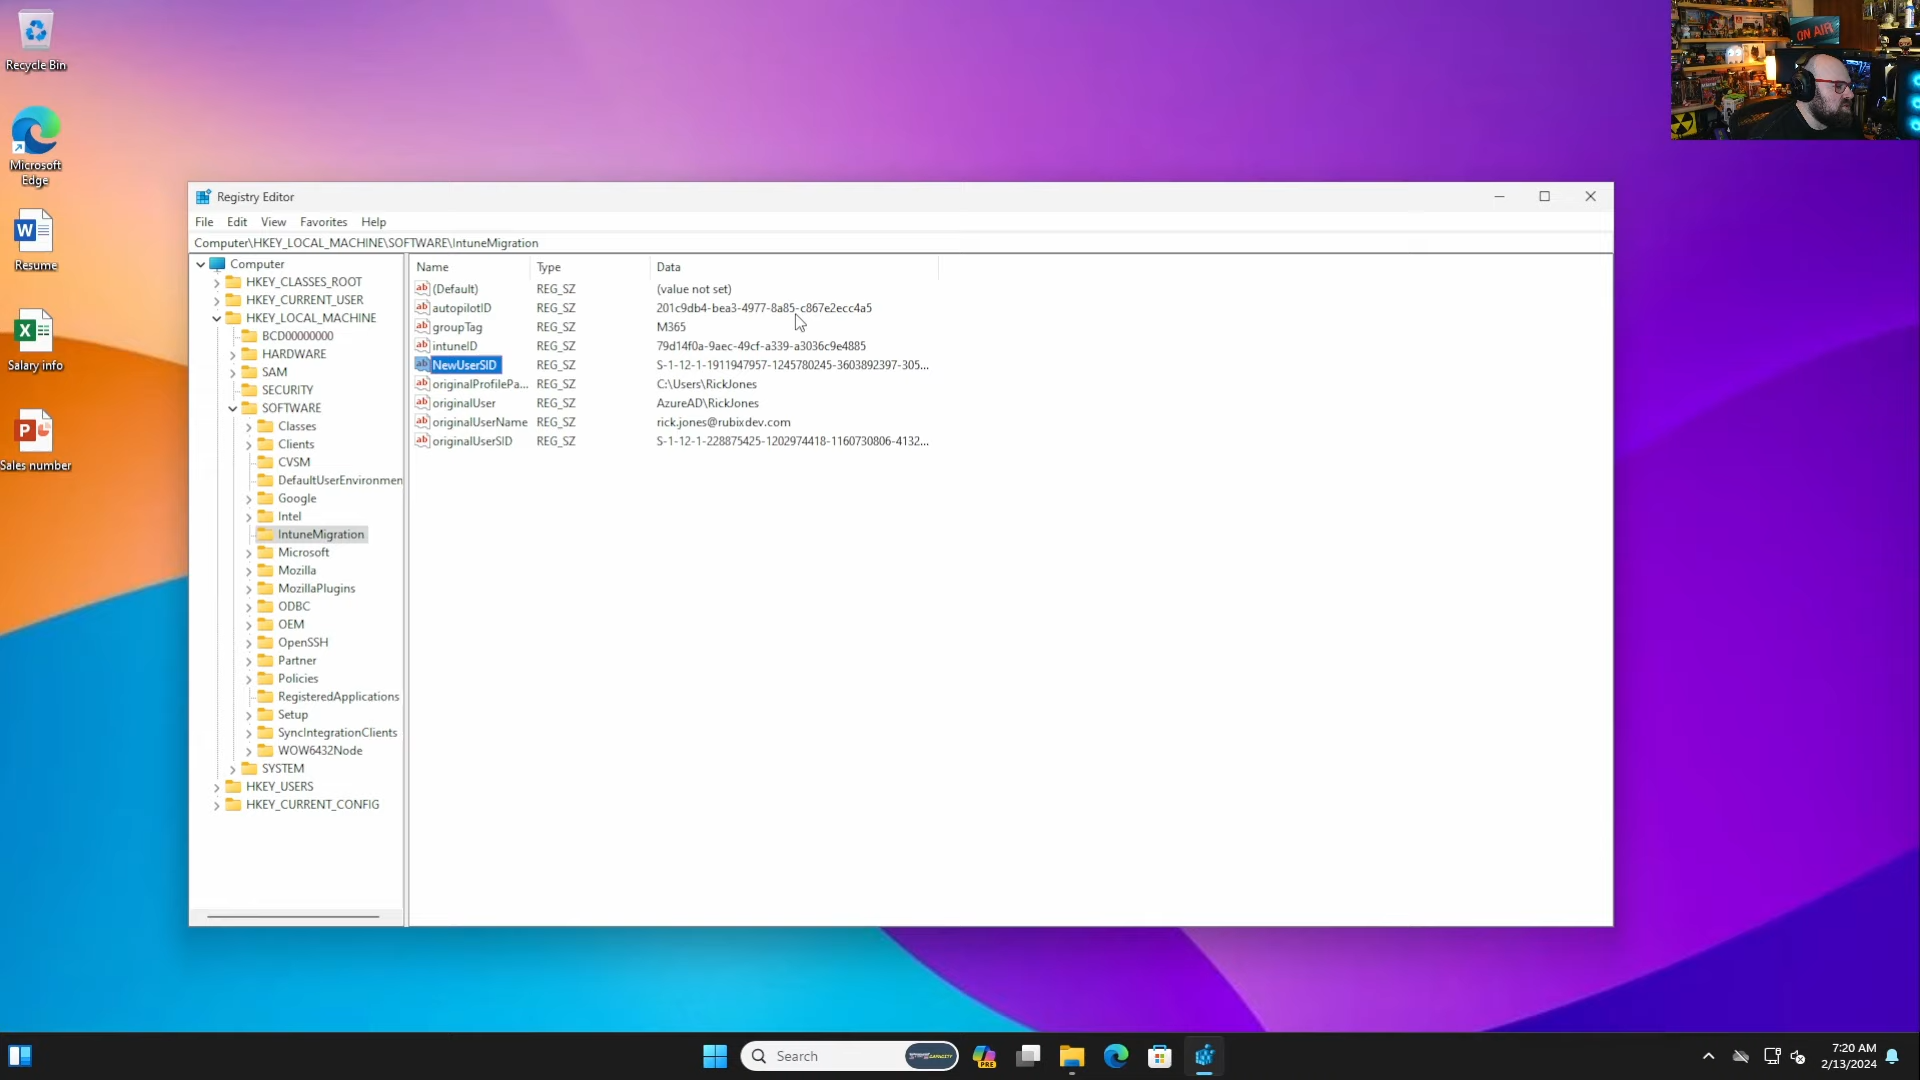 Recycle Bin
Microsoft
Edge
Resume
Salary info
Sales number
ON AIR
Registry Editor
File Edit View Favorites Help
Computer\HKEY_LOCAL_MACHINE\SOFTWARE\IntuneMigration
Computer
HKEY_CLASSES_ROOT
HKEY_CURRENT_USER
HKEY_LOCAL_MACHINE
BCD00000000
HARDWARE
SAM
SECURITY
SOFTWARE
Classes
Clients
CVSM
DefaultUserEnvironmen
Google
Intel
IntuneMigration
Microsoft
Mozilla
MozillaPlugins
ODBC
OEM
OpenSSH
Partner
Policies
RegisteredApplications
Setup
SyncIntegrationClients
WOW6432Node
SYSTEM
HKEY_USERS
HKEY_CURRENT_CONFIG
Name Type Data
(Default) REG_SZ (value not set)
autopilotID REG_SZ 201c9db4-bea3-4977-8a85-c867e2ecc4a5
groupTag REG_SZ M365
intuneID REG_SZ 79d14f0a-9aec-49cf-a339-a3036c9e4885
NewUserSID REG_SZ S-1-12-1-1911947957-1245780245-3603892397-305...
originalProfilePa... REG_SZ C:\Users\RickJones
originalUser REG_SZ AzureAD\RickJones
originalUserName REG_SZ rick.jones@rubixdev.com
originalUserSID REG_SZ S-1-12-1-228875425-1202974418-1160730806-4132...
Search
PRE
7:20 AM
2/13/2024